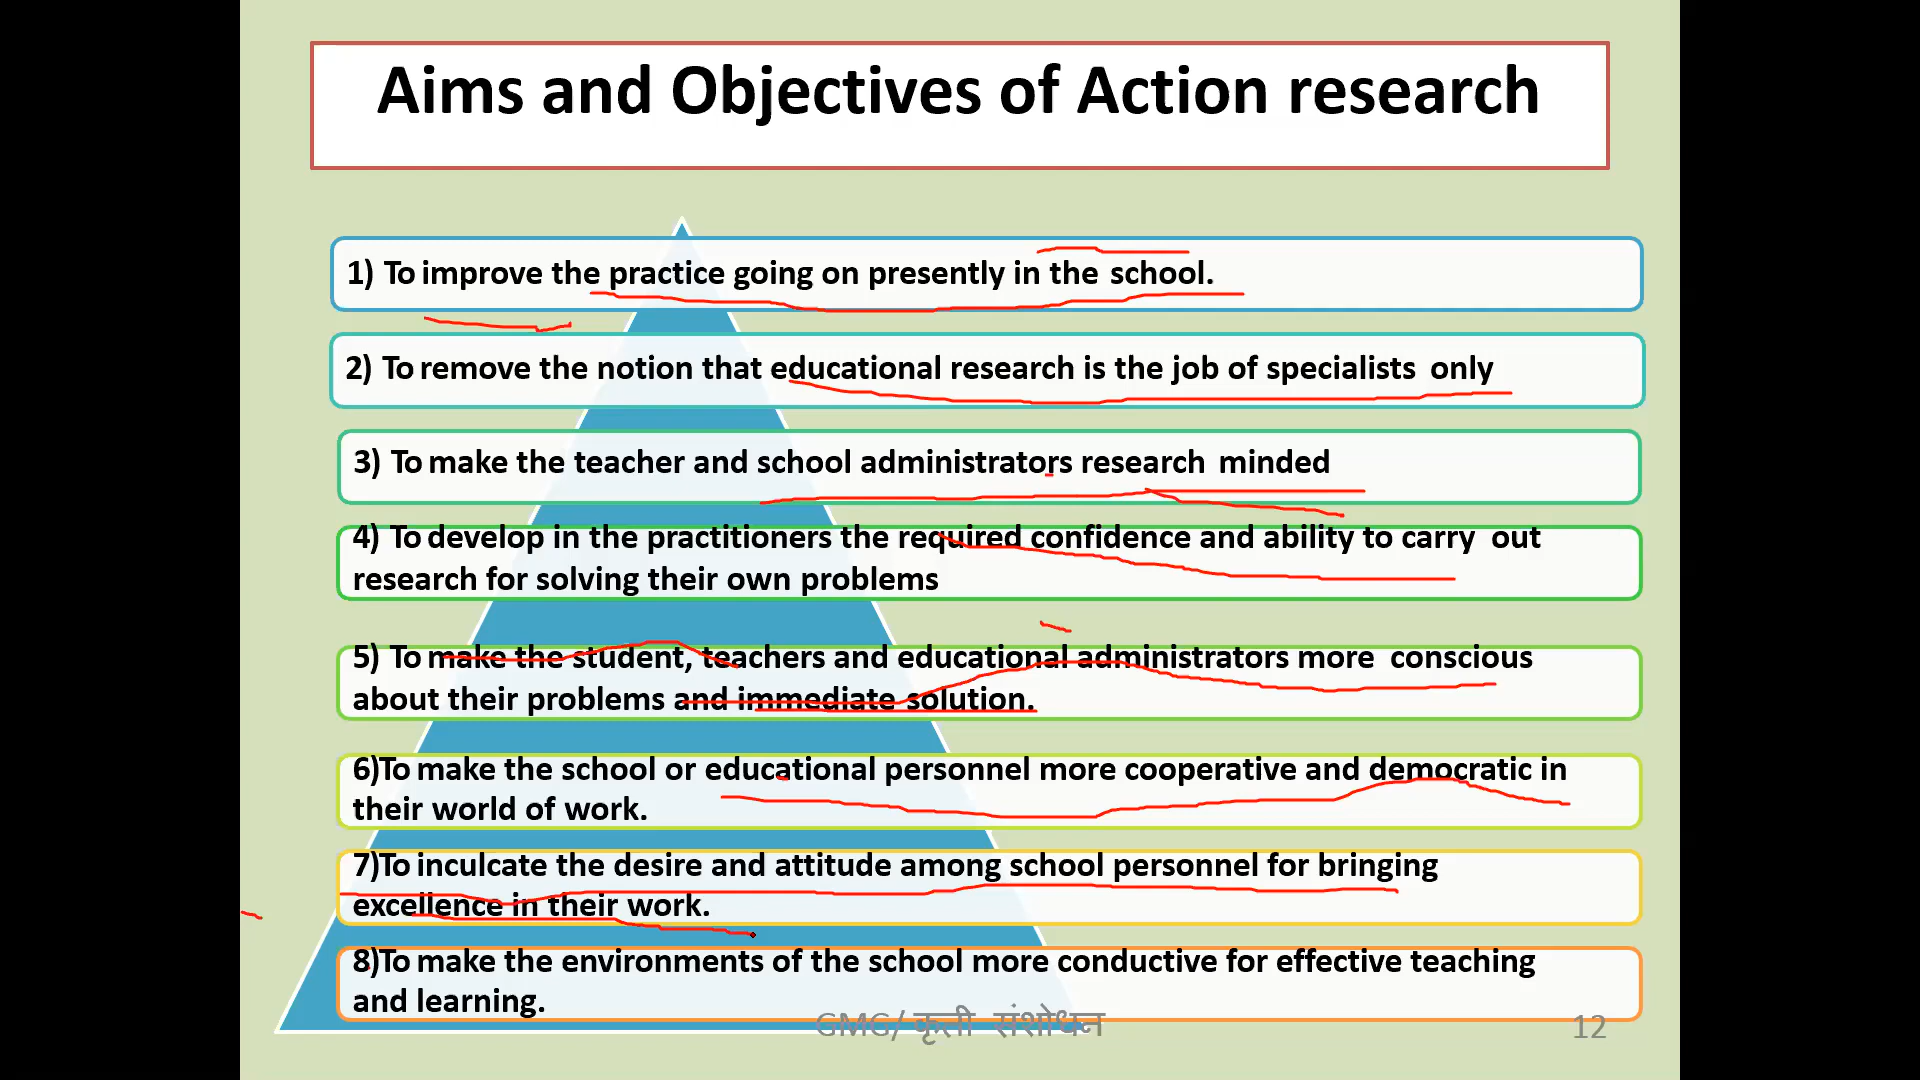 Aims and Objectives of Action research
1) To improve the practice going on presently in the school.
2) To remove the notion that educational research is the job of specialists only
3) To make the teacher and school administrators research minded
4) To develop in the practitioners the required confidence and ability to carry out
research for solving their own problems
5) To make the student, teachers and educational administrators more conscious
about their problems and immediate solution.
6)To make the school or educational personnel more cooperative and democratic in
their world of work.
7)To inculcate the desire and attitude among school personnel for bringing
excellence in their work.
8)To make the environments of the school more conductive for effective teaching
and learning.
GMG/ कृती संशोधन
12